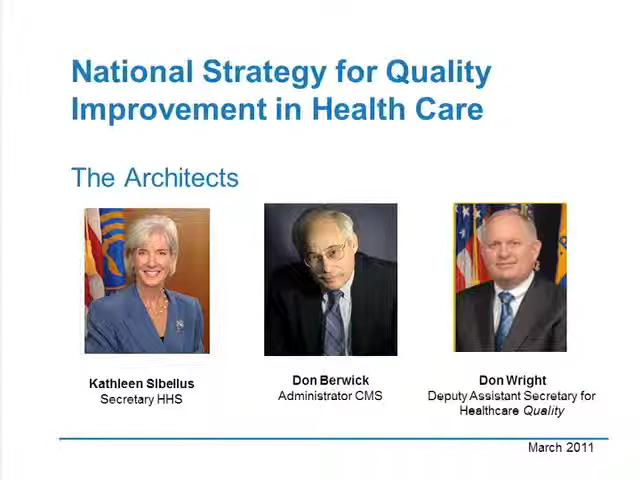 National Strategy for Quality
Improvement in Health Care
The Architects
Kathleen SIbelius
Secretary HHS
Don Berwick
Administrator CMS
Don Wright
Deputy Assistant Secretary for
Healthcare Quality
March 2011